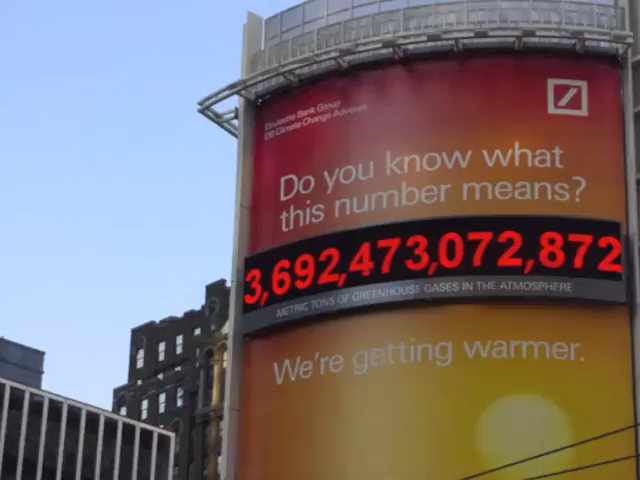 Deutsche Bank Group
DB Climate Change Advisors
Do you know what
this number means?
3,692,473,072,872
METRIC TONS OF GREENHOUSE GASES IN THE ATMOSPHERE
We're getting warmer.